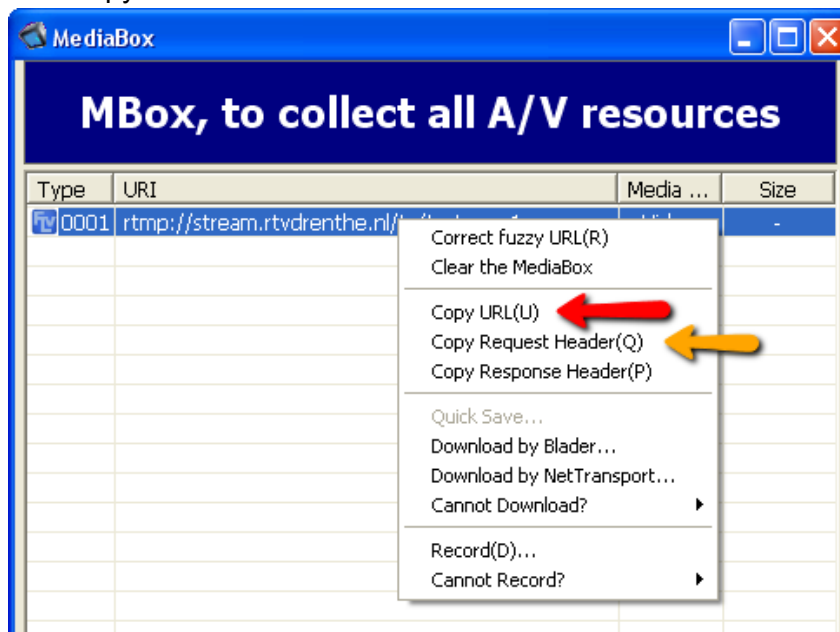 MediaBox
MBox, to collect all A/V resources
Type URI Media ... Size
0001 rtmp://stream.rtvdrenthe.nl/ -
Correct fuzzy URL(R)
Clear the MediaBox
Copy URL(U)
Copy Request Header(Q)
Copy Response Header(P)
Quick Save...
Download by Blader...
Download by NetTransport...
Cannot Download?
Record(D)...
Cannot Record?